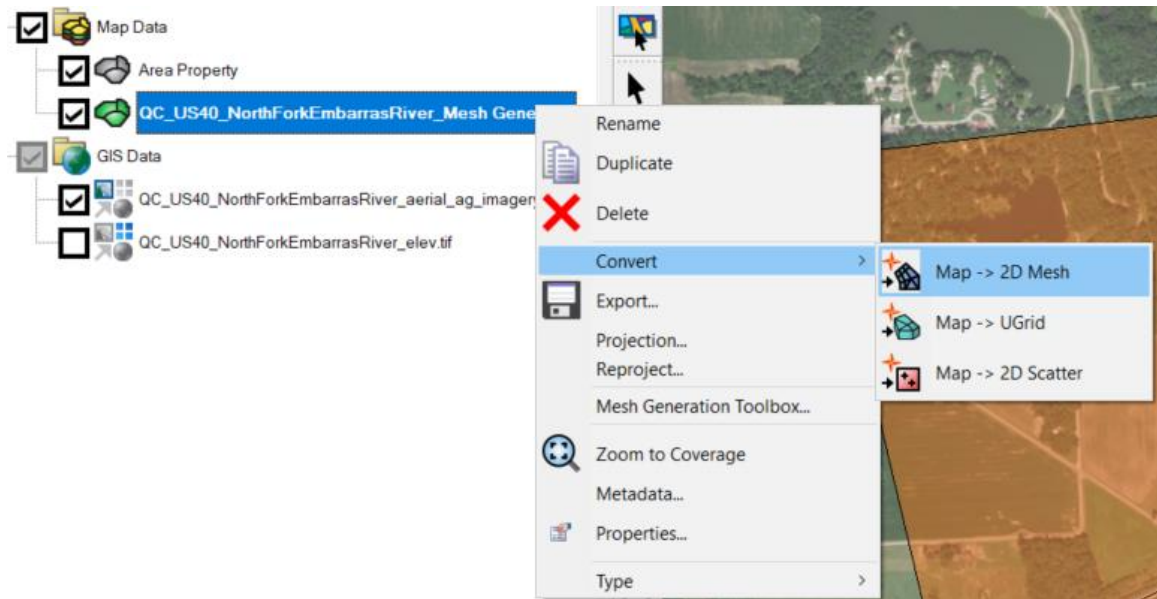 Map Data
Area Property
QC_US40_NorthForkEmbarrasRiver_Mesh Gene
GIS Data
QC_US40_NorthForkEmbarrasRiver_aerial_ag_imagery
QC_US40_NorthForkEmbarrasRiver_elev.tif
Rename
Duplicate
Delete
Convert
Export...
Projection...
Reproject...
Mesh Generation Toolbox...
Zoom to Coverage
Metadata...
Properties...
Type
Map -> 2D Mesh
Map -> UGrid
Map -> 2D Scatter